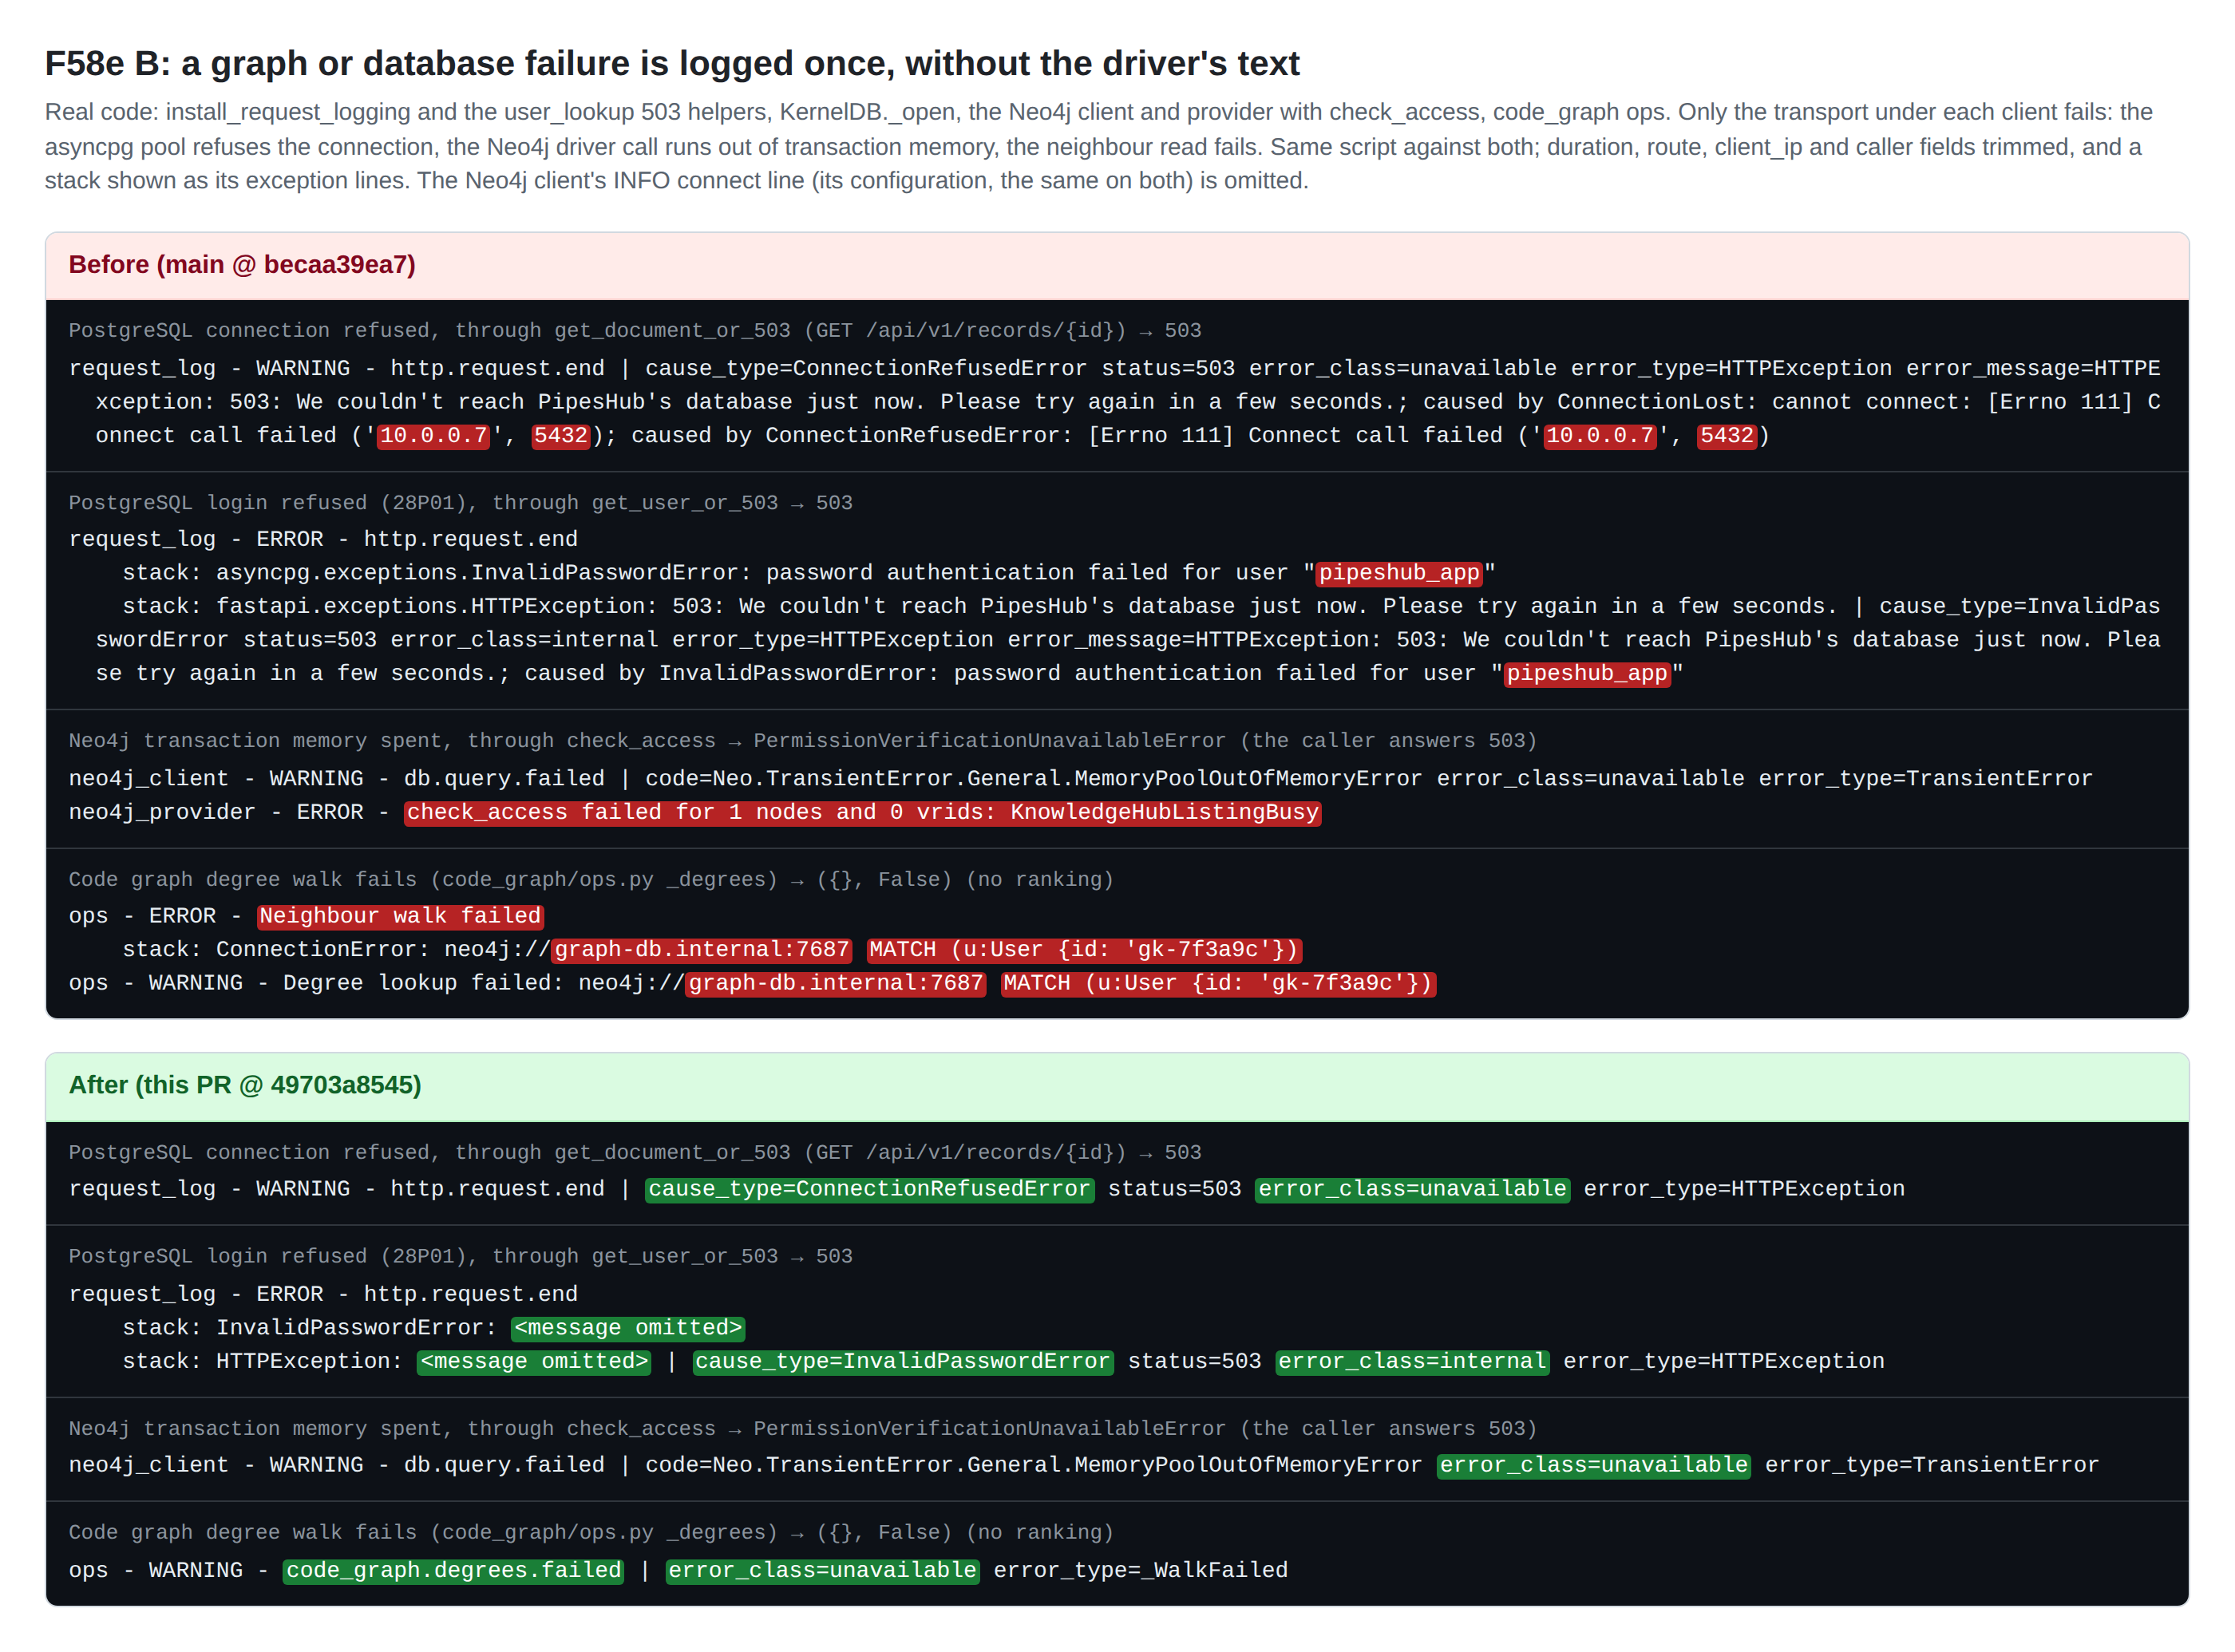 F58e B: a graph or database failure is logged once, without the driver's text
Real code: install_request_logging and the user_lookup 503 helpers, KernelDB._open, the Neo4j client and provider with check_access, code_graph ops. Only the transport under each client fails: the
asyncpg pool refuses the connection, the Neo4j driver call runs out of transaction memory, the neighbour read fails. Same script against both; duration, route, client_ip and caller fields trimmed, and a
stack shown as its exception lines. The Neo4j client's INFO connect line (its configuration, the same on both) is omitted.
Before (main @ becaa39ea7)
PostgreSQL connection refused, through get_document_or_503 (GET /api/v1/records/{id}) → 503
request_log - WARNING - http.request.end | cause_type=ConnectionRefusedError status=503 error_class=unavailable error_type=HTTPException error_message=HTTPE
xception: 503: We couldn't reach PipesHub's database just now. Please try again in a few seconds.; caused by ConnectionLost: cannot connect: [Errno 111] C
onnect call failed ('10.0.0.7', 5432); caused by ConnectionRefusedError: [Errno 111] Connect call failed ('10.0.0.7', 5432)
PostgreSQL login refused (28P01), through get_user_or_503 → 503
request_log - ERROR - http.request.end
stack: asyncpg.exceptions.InvalidPasswordError: password authentication failed for user "pipeshub_app"
stack: fastapi.exceptions.HTTPException: 503: We couldn't reach PipesHub's database just now. Please try again in a few seconds. | cause_type=InvalidPas
swordError status=503 error_class=internal error_type=HTTPException error_message=HTTPException: 503: We couldn't reach PipesHub's database just now. Plea
se try again in a few seconds.; caused by InvalidPasswordError: password authentication failed for user "pipeshub_app"
Neo4j transaction memory spent, through check_access → PermissionVerificationUnavailableError (the caller answers 503)
neo4j_client - WARNING - db.query.failed | code=Neo.TransientError.General.MemoryPoolOutOfMemoryError error_class=unavailable error_type=TransientError
neo4j_provider - ERROR - check_access failed for 1 nodes and 0 vrids: KnowledgeHubListingBusy
Code graph degree walk fails (code_graph/ops.py _degrees) → ({}, False) (no ranking)
ops - ERROR - Neighbour walk failed
stack: ConnectionError: neo4j://graph-db.internal:7687 MATCH (u:User {id: 'gk-7f3a9c'})
ops - WARNING - Degree lookup failed: neo4j://graph-db.internal:7687 MATCH (u:User {id: 'gk-7f3a9c'})
After (this PR @ 49703a8545)
PostgreSQL connection refused, through get_document_or_503 (GET /api/v1/records/{id}) → 503
request_log - WARNING - http.request.end | cause_type=ConnectionRefusedError status=503 error_class=unavailable error_type=HTTPException
PostgreSQL login refused (28P01), through get_user_or_503 → 503
request_log - ERROR - http.request.end
stack: InvalidPasswordError: <message omitted>
stack: HTTPException: <message omitted> | cause_type=InvalidPasswordError status=503 error_class=internal error_type=HTTPException
Neo4j transaction memory spent, through check_access → PermissionVerificationUnavailableError (the caller answers 503)
neo4j_client - WARNING - db.query.failed | code=Neo.TransientError.General.MemoryPoolOutOfMemoryError error_class=unavailable error_type=TransientError
Code graph degree walk fails (code_graph/ops.py _degrees) → ({}, False) (no ranking)
ops - WARNING - code_graph.degrees.failed | error_class=unavailable error_type=_WalkFailed